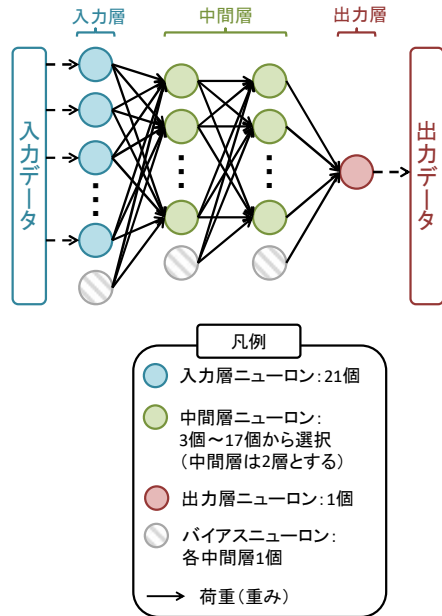 入力層
中間層
出力層
入力データ
出力データ
凡例
入力層ニューロン:21個
中間層ニューロン:
3個~17個から選択
(中間層は2層とする)
出力層ニューロン:1個
バイアスニューロン:
各中間層1個
荷重(重み)